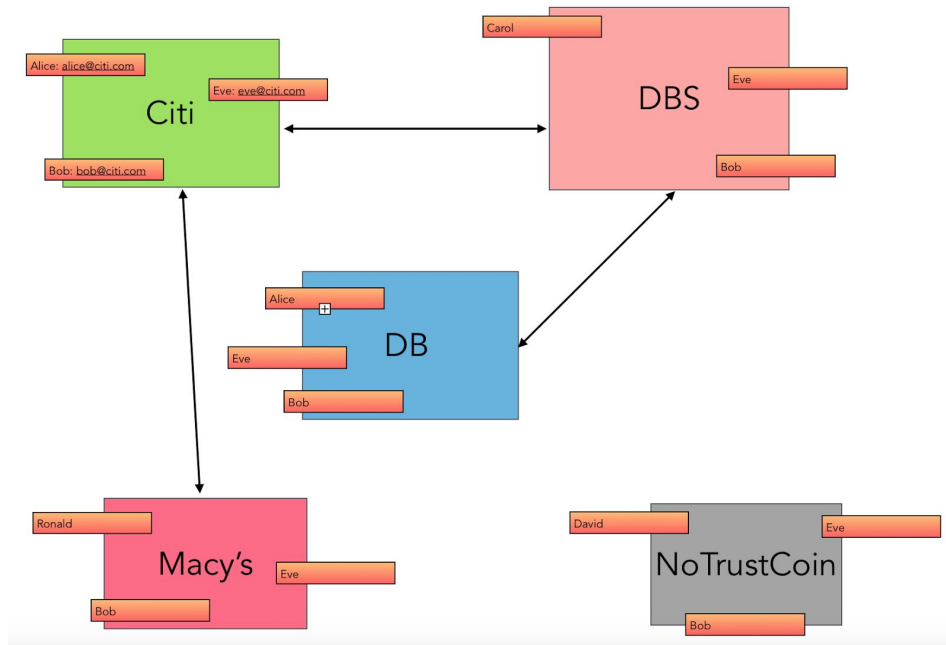 Carol
Alice: alice@citi.com
Eve: eve@citi.com
Citi
Bob: bob@citi.com
Eve
DBS
Bob
Alice
DB
Eve
Bob
Ronald
Macy's
Eve
Bob
David
Eve
NoTrustCoin
Bob